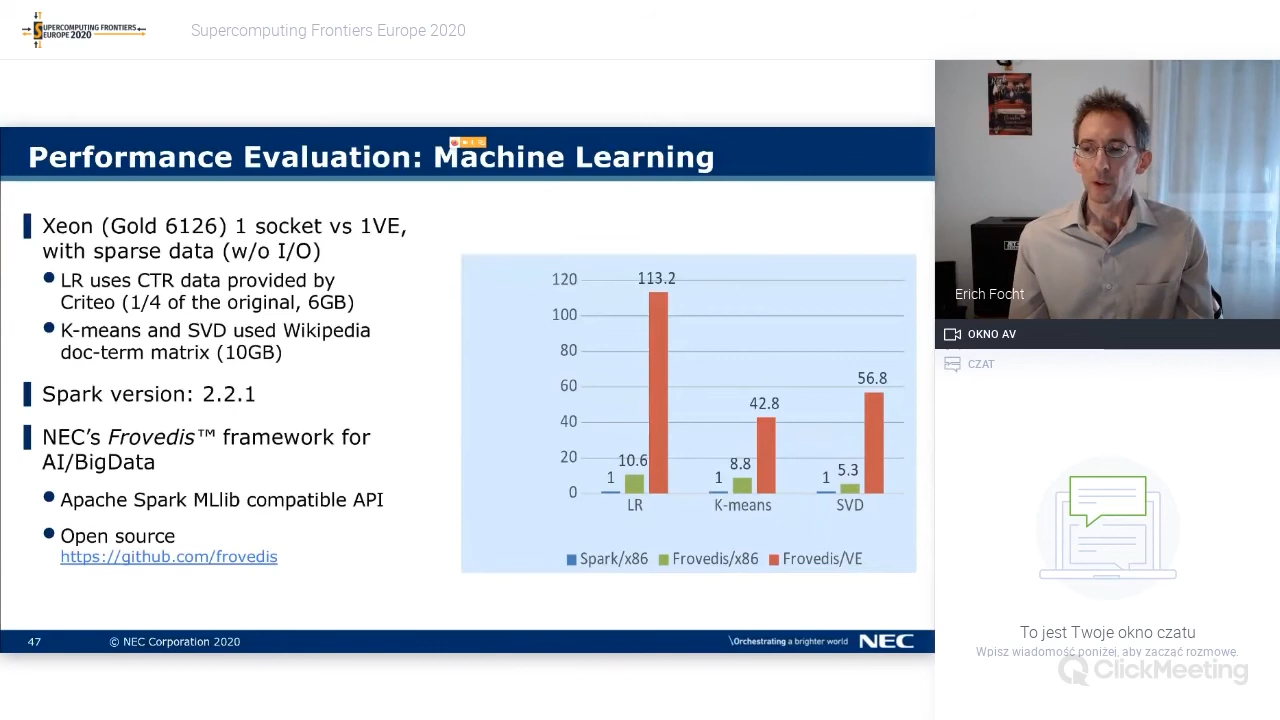 SUPERCOMPUTING FRONTIERS
EUROPE 2020
Supercomputing Frontiers Europe 2020
Performance Evaluation: Machine Learning
Xeon (Gold 6126) 1 socket vs 1VE,
with sparse data (w/o I/O)
LR uses CTR data provided by
Criteo (1/4 of the original, 6GB)
K-means and SVD used Wikipedia
doc-term matrix (10GB)
Spark version: 2.2.1
NEC's Frovedis™ framework for
AI/BigData
Apache Spark MLlib compatible API
Open source
https://github.com/frovedis
120
100
80
60
40
20
0
1
10.6
113.2
1
8.8
42.8
1
5.3
56.8
LR
K-means
SVD
Spark/x86
Frovedis/x86
Frovedis/VE
47
© NEC Corporation 2020
\Orchestrating a brighter world
NEC
Erich Focht
OKNO AV
CZAT
To jest Twoje okno czatu
Wpisz wiadomość poniżej, aby zacząć rozmowę.
ClickMeeting